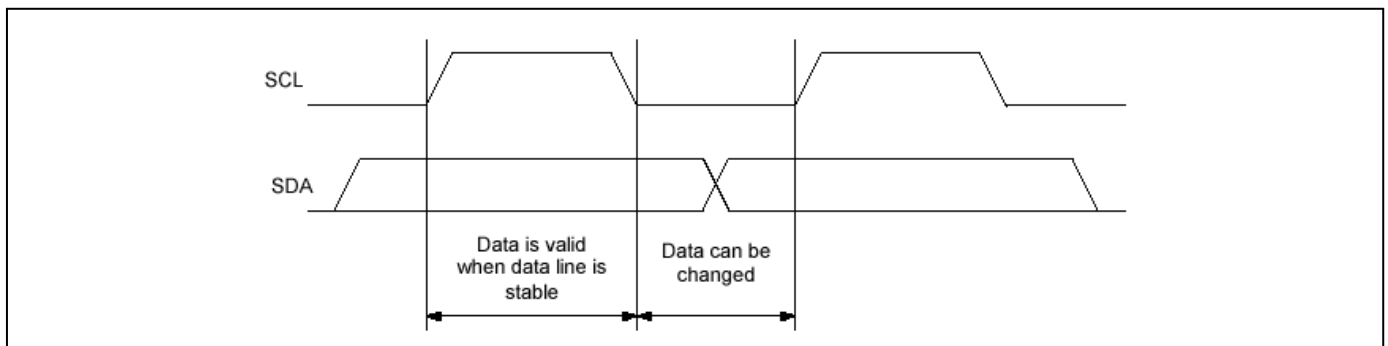 SCL
SDA
Data is valid
when data line is
stable
Data can be
changed